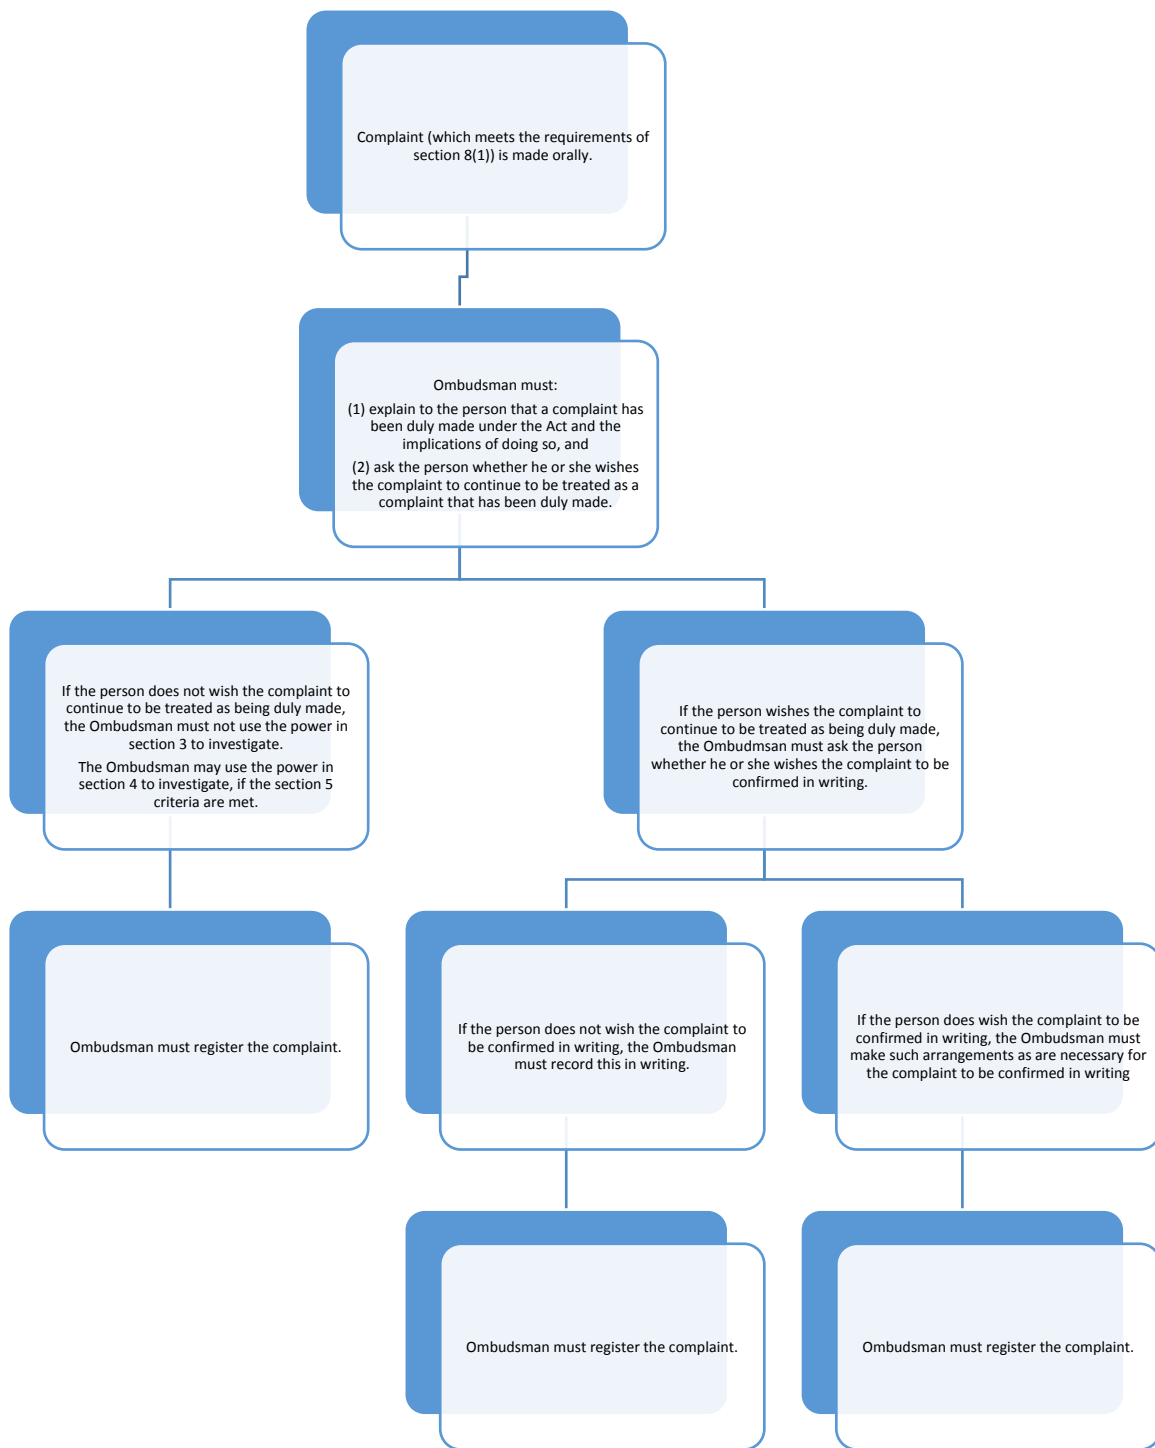 Complaint (which meets the requirements of
section 8(1)) is made orally.
Ombudsman must:
(1) explain to the person that a complaint has
been duly made under the Act and the
implications of doing so, and
(2) ask the person whether he or she wishes
the complaint to continue to be treated as a
complaint that has been duly made.
If the person does not wish the complaint to
continue to be treated as being duly made,
the Ombudsman must not use the power in
section 3 to investigate.
The Ombudsman may use the power in
section 4 to investigate, if the section 5
criteria are met.
If the person wishes the complaint to
continue to be treated as being duly made,
the Ombudmsan must ask the person
whether he or she wishes the complaint to be
confirmed in writing.
Ombudsman must register the complaint.
If the person does not wish the complaint to
be confirmed in writing, the Ombudsman
must record this in writing.
If the person does wish the complaint to be
confirmed in writing, the Ombudsman must
make such arrangements as are necessary for
the complaint to be confirmed in writing
Ombudsman must register the complaint.
Ombudsman must register the complaint.